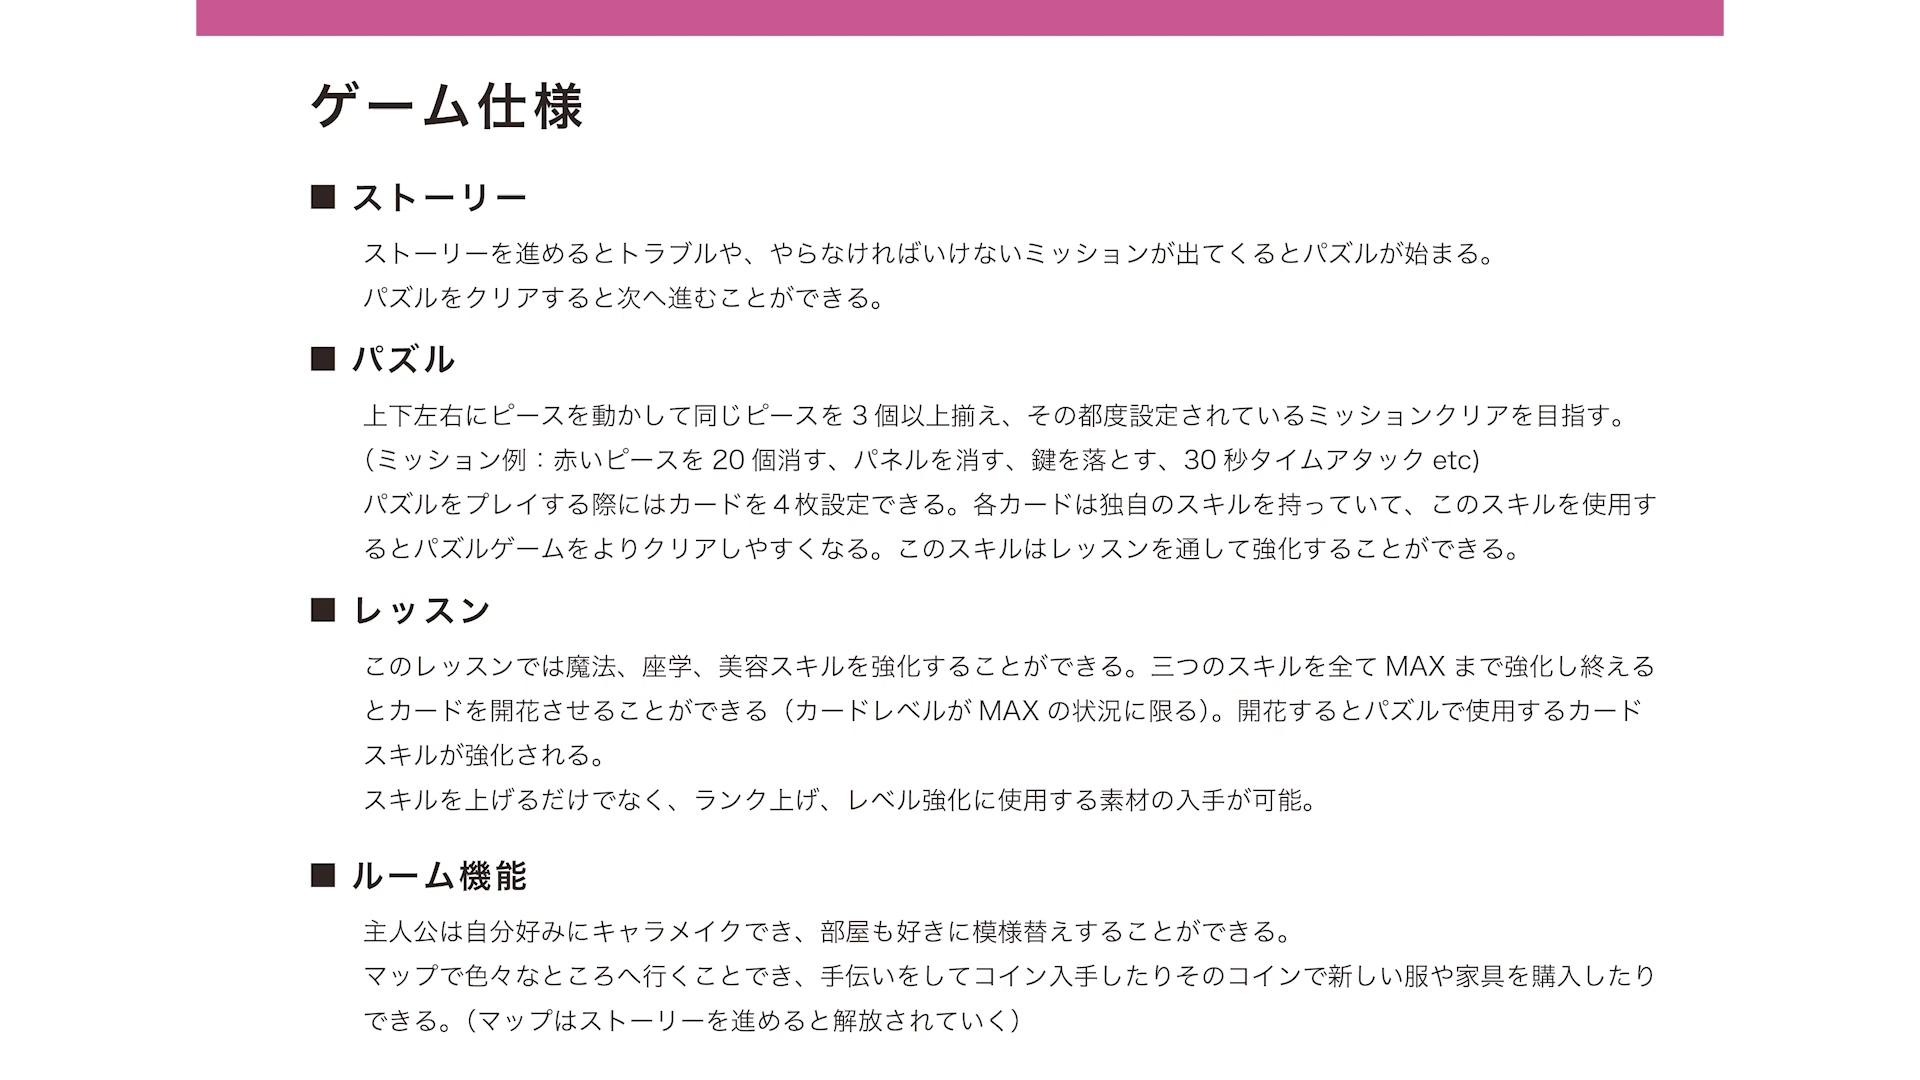 ゲーム仕様
■ ストーリー
ストーリーを進めるとトラブルや、やらなければいけないミッションが出てくるとパズルが始まる。
パズルをクリアすると次へ進むことができる。
■ パズル
上下左右にピースを動かして同じピースを 3 個以上揃え、その都度設定されているミッションクリアを目指す。
（ミッション例：赤いピースを 20 個消す、パネルを消す、鍵を落とす、30 秒タイムアタック etc)
パズルをプレイする際にはカードを４枚設定できる。各カードは独自のスキルを持っていて、このスキルを使用す
るとパズルゲームをよりクリアしやすくなる。このスキルはレッスンを通して強化することができる。
■ レッスン
このレッスンでは魔法、座学、美容スキルを強化することができる。三つのスキルを全て MAX まで強化し終える
とカードを開花させることができる（カードレベルが MAX の状況に限る）。開花するとパズルで使用するカード
スキルが強化される。
スキルを上げるだけでなく、ランク上げ、レベル強化に使用する素材の入手が可能。
■ ルーム機能
主人公は自分好みにキャラメイクでき、部屋も好きに模様替えすることができる。
マップで色々なところへ行くことでき、手伝いをしてコイン入手したりそのコインで新しい服や家具を購入したり
できる。（マップはストーリーを進めると解放されていく）